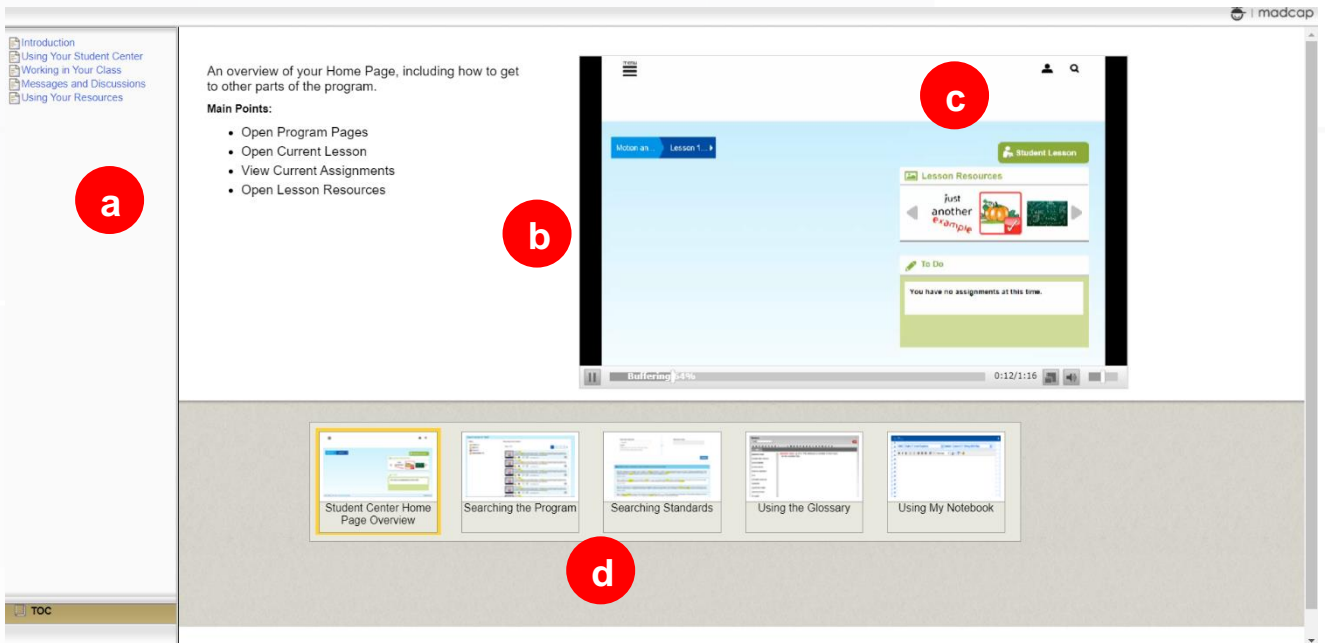 madcap
Introduction
Using Your Student Center
Working in Your Class
Messages and Discussions
Using Your Resources
a
TOC
An overview of your Home Page, including how to get
to other parts of the program.
Main Points:
Open Program Pages
Open Current Lesson
View Current Assignments
Open Lesson Resources
b
menu
c
Motion an...
Lesson 1...
Student Lesson
Lesson Resources
just
another
example
To Do
You have no assignments at this time.
Buffering
0:12/1:16
Student Center Home
Page Overview
Searching the Program
Searching Standards
Using the Glossary
Using My Notebook
d